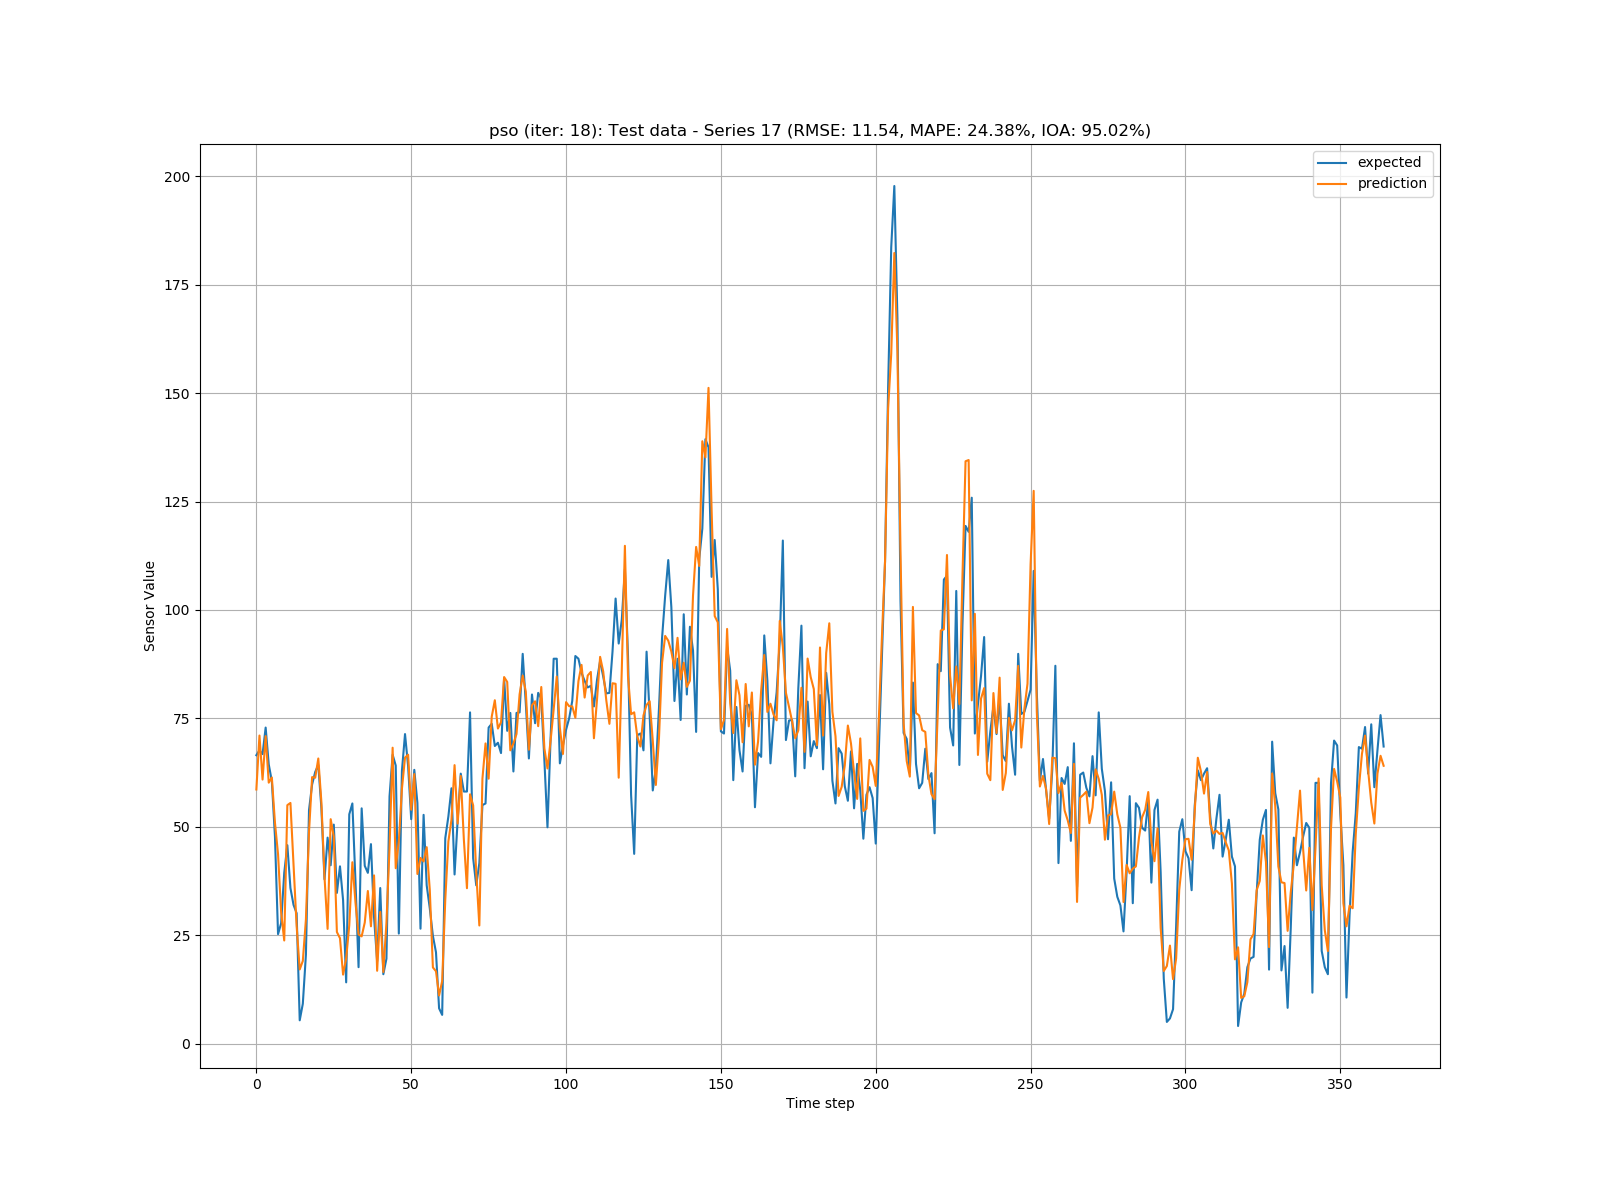 pso (iter: 18): Test data - Series 17 (RMSE: 11.54, MAPE: 24.38%, IOA: 95.02%)
expected
prediction
200
175
150
125
100
75
50
25
0
Sensor Value
0 50 100 150 200 250 300 350
Time step